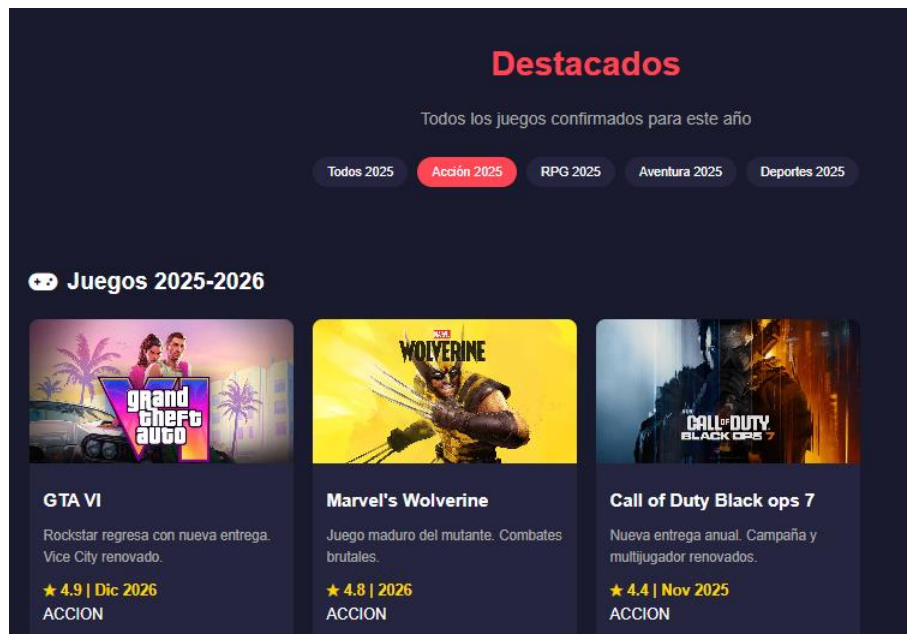 Destacados
Todos los juegos confirmados para este año
Todos 2025
Acción 2025
RPG 2025
Aventura 2025
Deportes 2025
Juegos 2025-2026
grand
theft
auto
VI
MARVEL
WOLVERINE
CALL OF DUTY
BLACK OPS 7
GTA VI
Rockstar regresa con nueva entrega.
Vice City renovado.
★ 4.9 | Dic 2026
ACCION
Marvel's Wolverine
Juego maduro del mutante. Combates
brutales.
★ 4.8 | 2026
ACCION
Call of Duty Black ops 7
Nueva entrega anual. Campaña y
multijugador renovados.
★ 4.4 | Nov 2025
ACCION